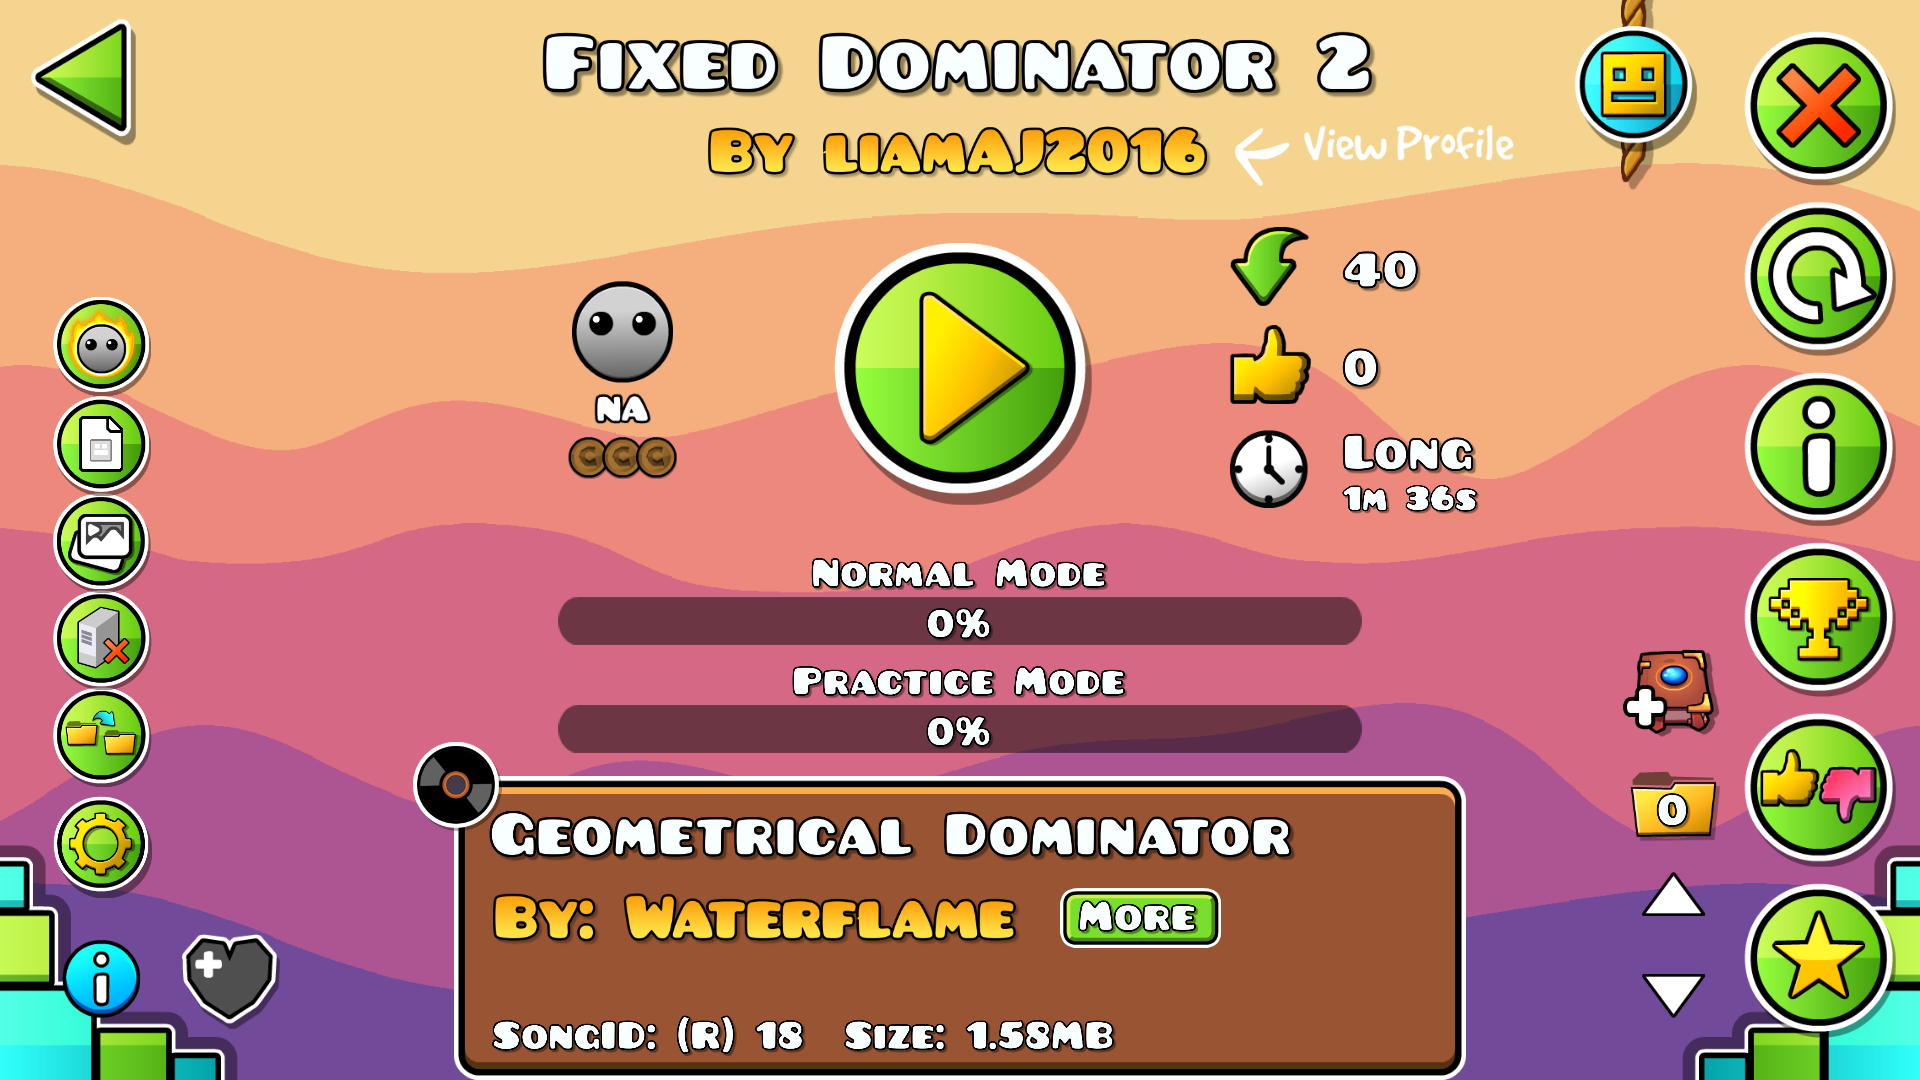 Fixed Dominator 2
By liamAJ2016
View Profile
40
NA
0
Long
1m 36s
Normal Mode
0%
Practice Mode
0%
Geometrical Dominator
0
By: Waterflame
More
SongID: (R) 18 Size: 1.58MB